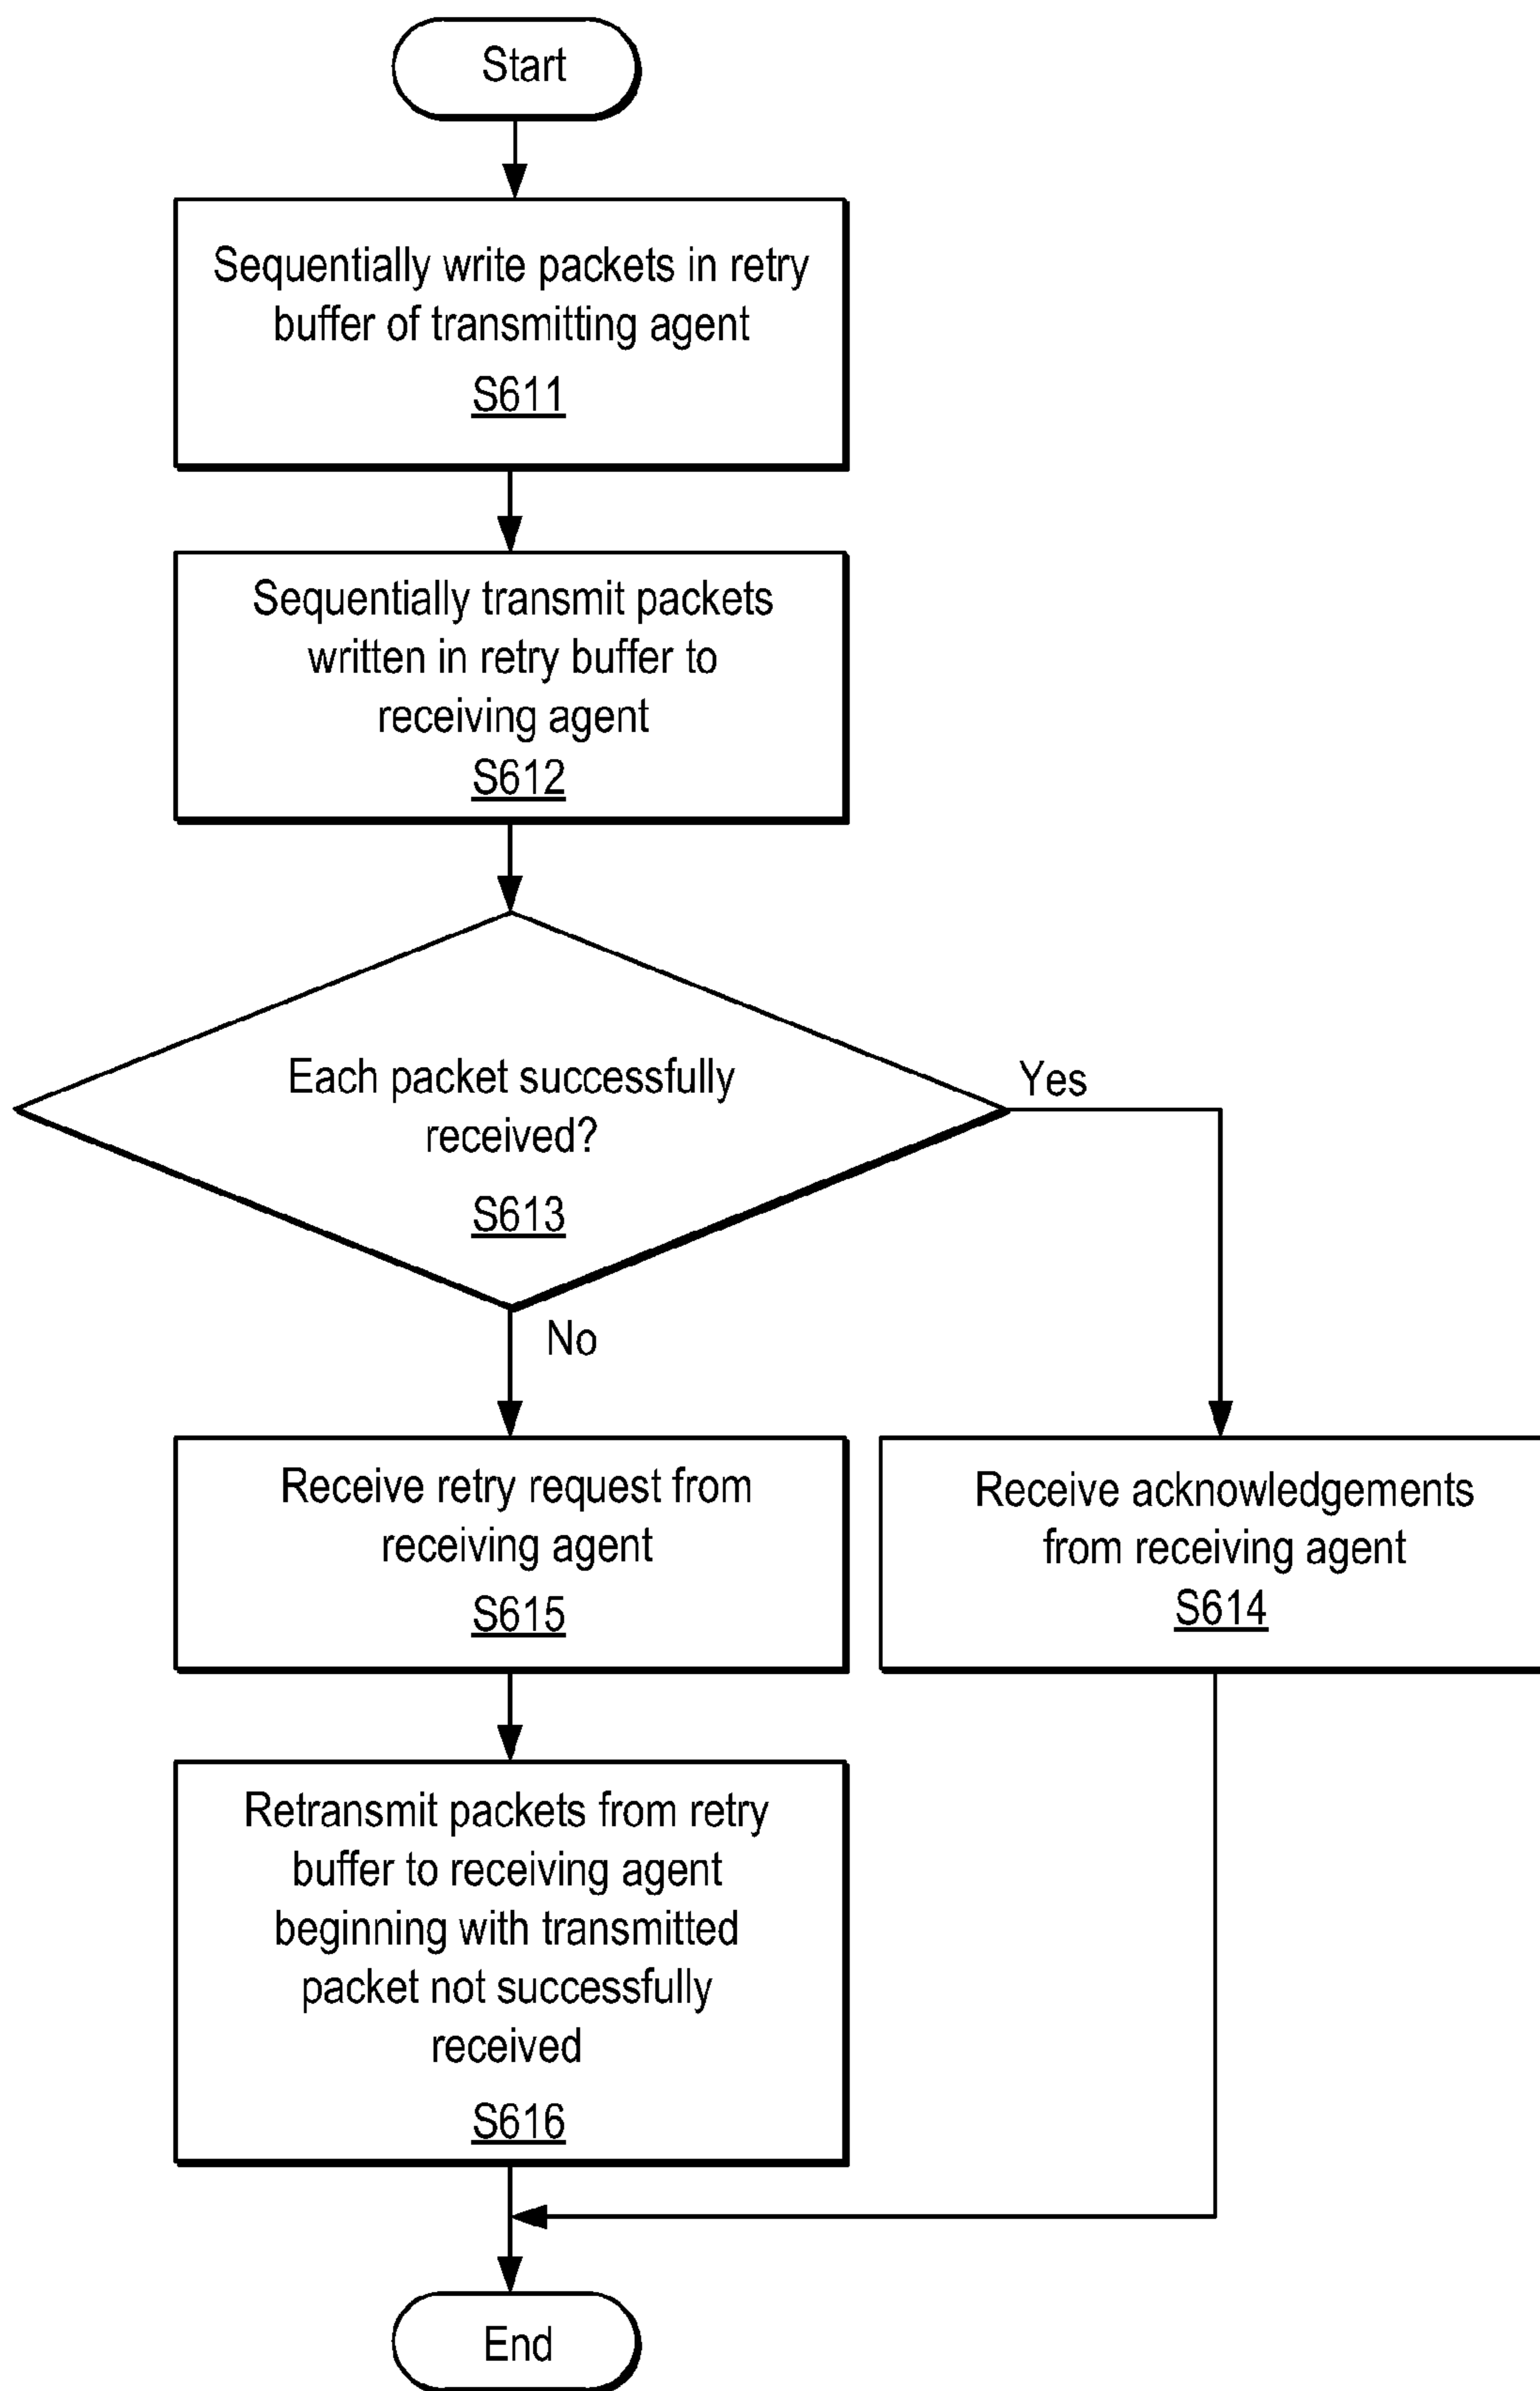 Start
Sequentially write packets in retry
buffer of transmitting agent
S611
Sequentially transmit packets
written in retry buffer to
receiving agent
S612
Each packet successfully
received?
S613
Yes
No
Receive retry request from
receiving agent
S615
Receive acknowledgements
from receiving agent
S614
Retransmit packets from retry
buffer to receiving agent
beginning with transmitted
packet not successfully
received
S616
End